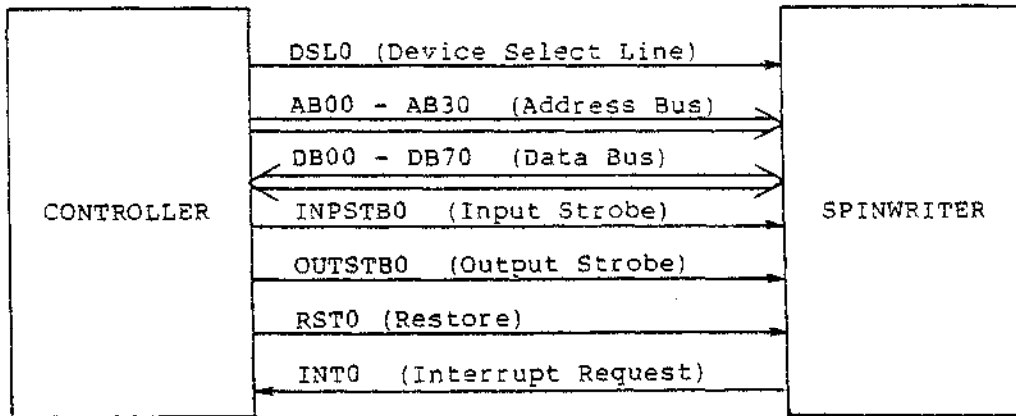 DSL0 (Device Select Line)
AB00 - AB30 (Address Bus)
DB00 - DB70 (Data Bus)
CONTROLLER
INPSTB0 (Input Strobe)
SPINWRITER
OUTSTB0 (Output Strobe)
RST0 (Restore)
INT0 (Interrupt Request)